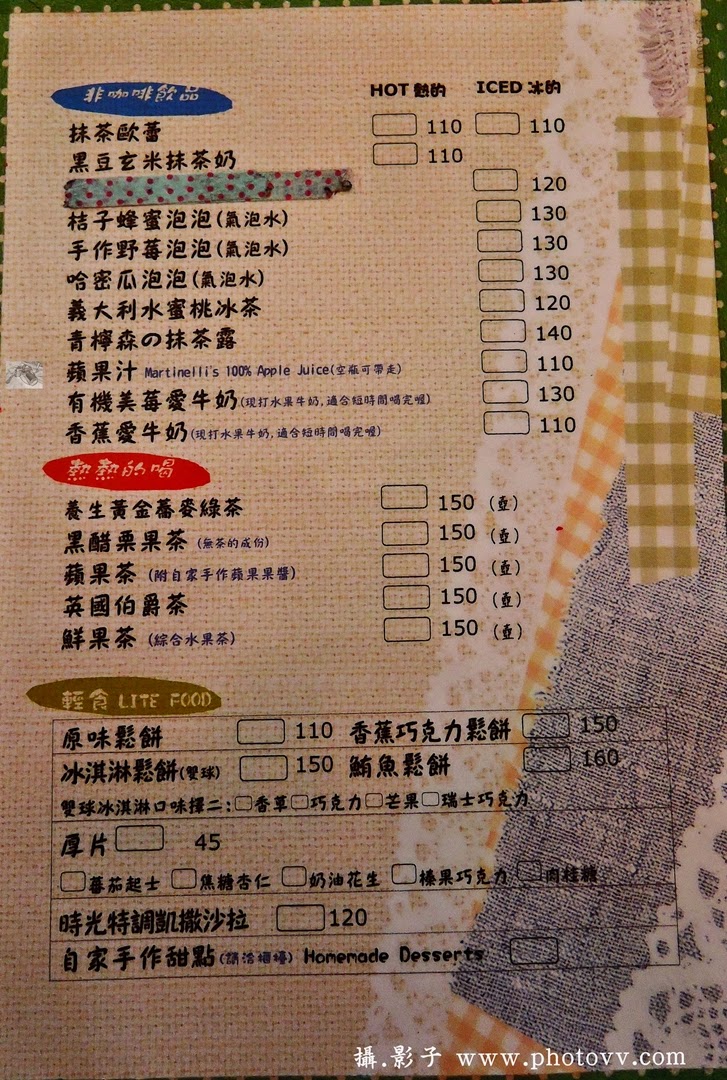 非咖啡飲品 HOT 熱的 ICED 冰的
抹茶歐蕾 110 110
黑豆玄米抹茶奶 110
120
桔子蜂蜜泡泡(氣泡水) 130
手作野莓泡泡(氣泡水) 130
哈密瓜泡泡(氣泡水) 130
義大利水蜜桃冰茶 120
青檸森の抹茶露 140
蘋果汁 Martinelli's 100% Apple Juice(空瓶可帶走) 110
有機美莓愛牛奶(現打水果牛奶,適合短時間喝完喔) 130
香蕉愛牛奶(現打水果牛奶,適合短時間喝完喔) 110
熱熱的喝
養生黃金蕎麥綠茶 150 (壺)
黑醋栗果茶 (無茶的成份) 150 (壺)
蘋果茶 (附自家手作蘋果果醬) 150 (壺)
英國伯爵茶 150 (壺)
鮮果茶 (綜合水果茶) 150 (壺)
輕食 LITE FOOD
原味鬆餅 110 香蕉巧克力鬆餅 150
冰淇淋鬆餅(雙球) 150 鮪魚鬆餅 160
雙球冰淇淋口味擇二: 香草 巧克力 芒果 瑞士巧克力
厚片 45
蕃茄起士 焦糖杏仁 奶油花生 榛果巧克力 肉桂糖
時光特調凱撒沙拉 120
自家手作甜點(請洽櫃檯) Homemade Desserts
攝.影子 www.photovv.com